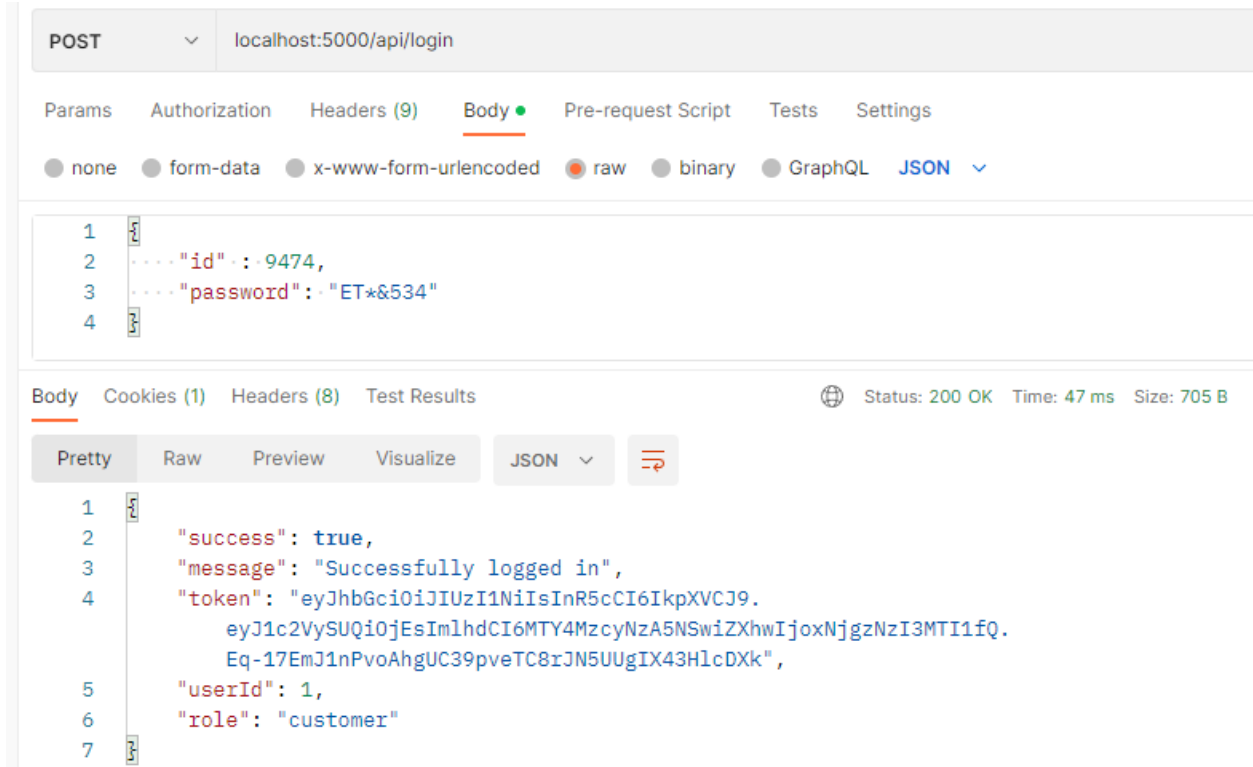 POST localhost:5000/api/login
Params Authorization Headers (9) Body Pre-request Script Tests Settings
none form-data x-www-form-urlencoded raw binary GraphQL JSON
1 {
2 "id" : 9474,
3 "password": "ET*&534"
4 }
Body Cookies (1) Headers (8) Test Results Status: 200 OK Time: 47 ms Size: 705 B
Pretty Raw Preview Visualize JSON
1 {
2 "success": true,
3 "message": "Successfully logged in",
4 "token": "eyJhbGciOiJIUzI1NiIsInR5cCI6IkpXVCJ9.
eyJ1c2VySUQiOjEsImlhdCI6MTY4MzcyNzA5NSwiZXhwIjoxNjgzNzI3MTI1fQ.
Eq-17EmJ1nPvoAhgUC39pveTC8rJN5UUgIX43HlcDXk",
5 "userId": 1,
6 "role": "customer"
7 }